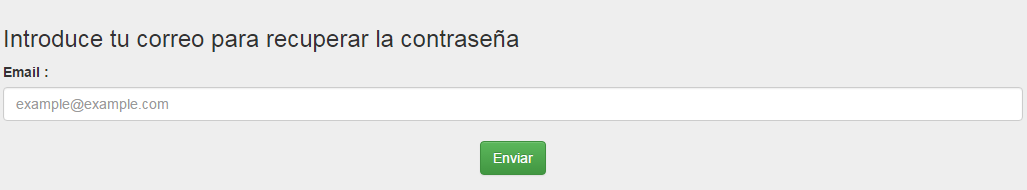 Introduce tu correo para recuperar la contraseña
Email :
example@example.com
Enviar